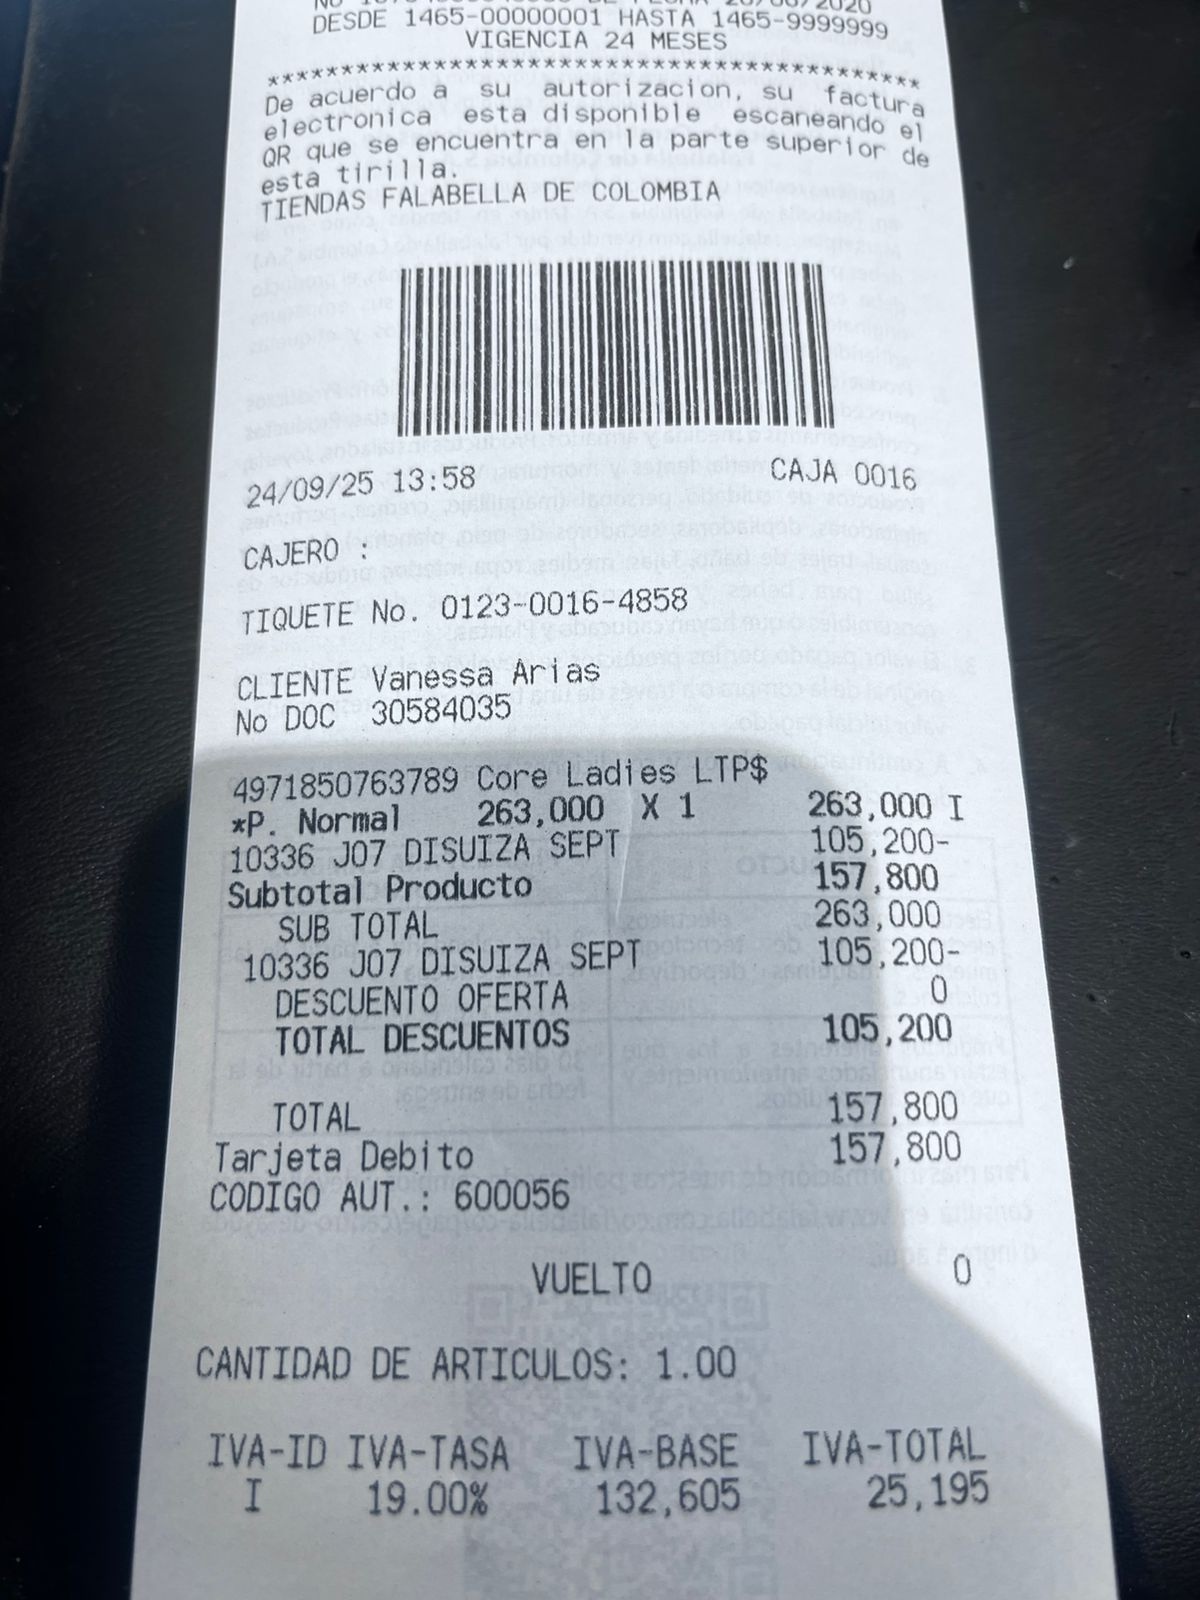 DESDE 1465-00000001 HASTA 1465-9999999
VIGENCIA 24 MESES
******************************************
De acuerdo a su autorizacion, su factura
electronica esta disponible escaneando el
QR que se encuentra en la parte superior de
esta tirilla.
TIENDAS FALABELLA DE COLOMBIA
24/09/25 13:58 CAJA 0016
CAJERO :
TIQUETE No. 0123-0016-4858
CLIENTE Vanessa Arias
No DOC 30584035
4971850763789 Core Ladies LTP$
*P. Normal 263,000 X 1 263,000 I
10336 J07 DISUIZA SEPT 105,200-
Subtotal Producto 157,800
SUB TOTAL 263,000
10336 J07 DISUIZA SEPT 105,200-
DESCUENTO OFERTA 0
TOTAL DESCUENTOS 105,200
TOTAL 157,800
Tarjeta Debito 157,800
CODIGO AUT.: 600056
VUELTO 0
CANTIDAD DE ARTICULOS: 1.00
IVA-ID IVA-TASA IVA-BASE IVA-TOTAL
I 19.00% 132,605 25,195